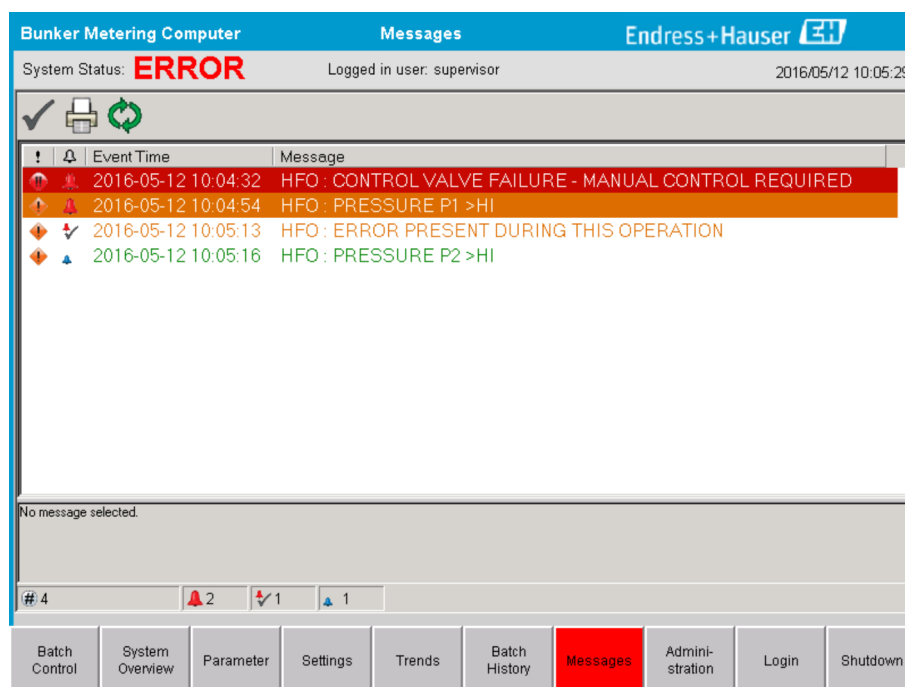 Bunker Metering Computer Messages Endress+Hauser EH
System Status: ERROR Logged in user: supervisor 2016/05/12 10:05:29
! Event Time Message
2016-05-12 10:04:32 HFO : CONTROL VALVE FAILURE - MANUAL CONTROL REQUIRED
2016-05-12 10:04:54 HFO : PRESSURE P1 >HI
2016-05-12 10:05:13 HFO : ERROR PRESENT DURING THIS OPERATION
2016-05-12 10:05:16 HFO : PRESSURE P2 >HI
No message selected.
# 4 2 1 1
Batch Control System Overview Parameter Settings Trends Batch History Messages Admini-stration Login Shutdown